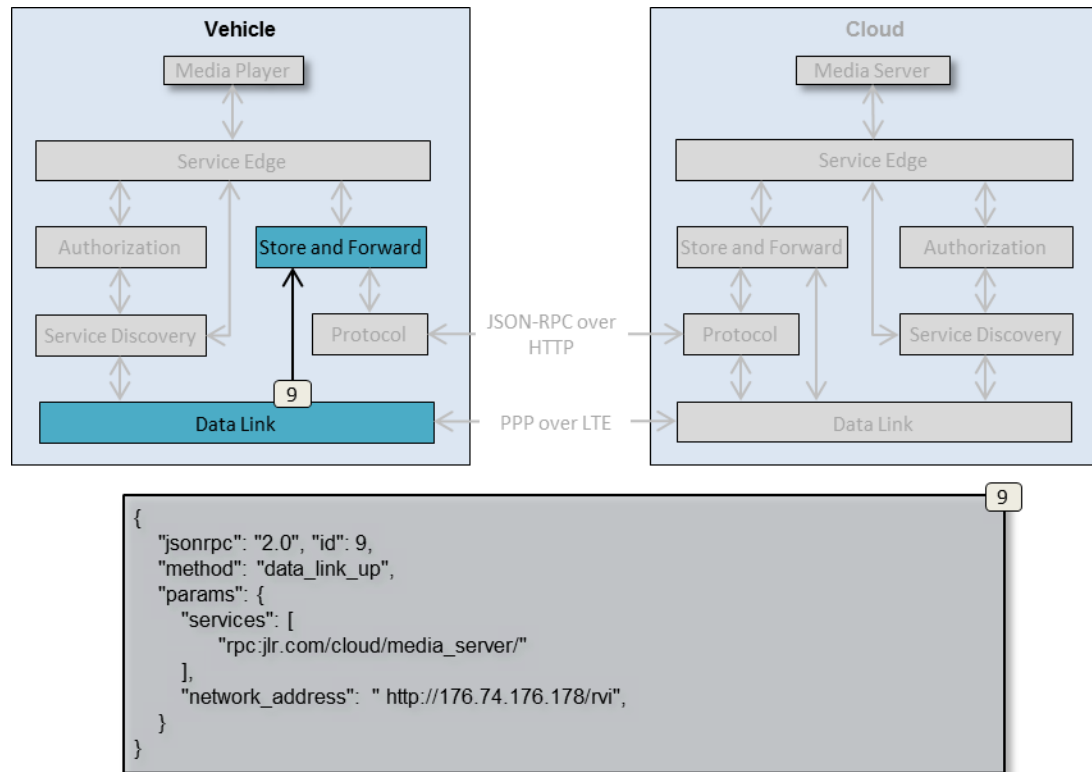 Vehicle
Media Player
Service Edge
Authorization
Store and Forward
Service Discovery
Protocol
9
Data Link
JSON-RPC over
HTTP
PPP over LTE
Cloud
Media Server
Service Edge
Store and Forward
Authorization
Protocol
Service Discovery
Data Link
9
{
"jsonrpc": "2.0", "id": 9,
"method": "data_link_up",
"params": {
"services": [
"rpc:jlr.com/cloud/media_server/"
],
"network_address": " http://176.74.176.178/rvi",
}
}